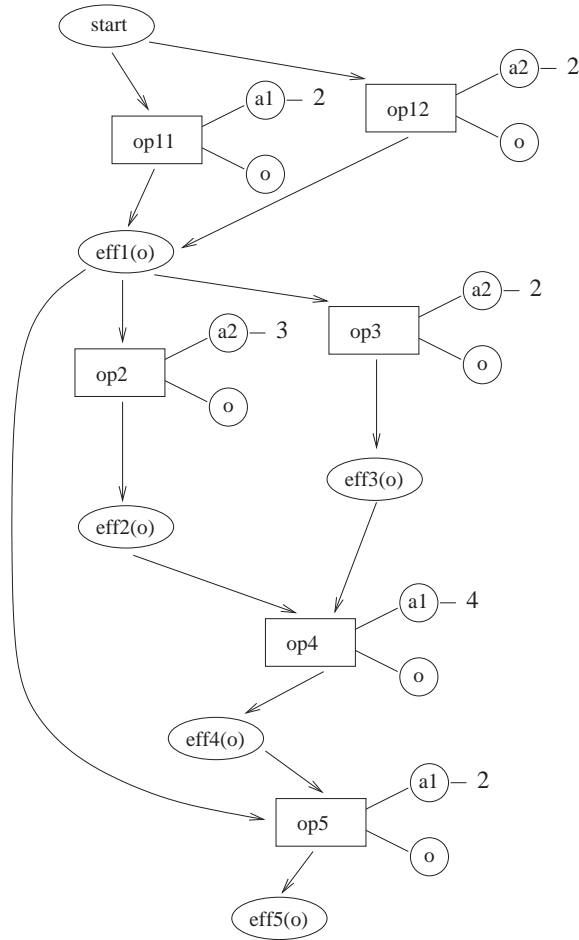 start
a2 – 2
a1 – 2
op12
op11
o
o
eff1(o)
a2 – 2
op3
a2 – 3
op2
o
o
eff3(o)
eff2(o)
a1 – 4
op4
o
eff4(o)
a1 – 2
op5
o
eff5(o)